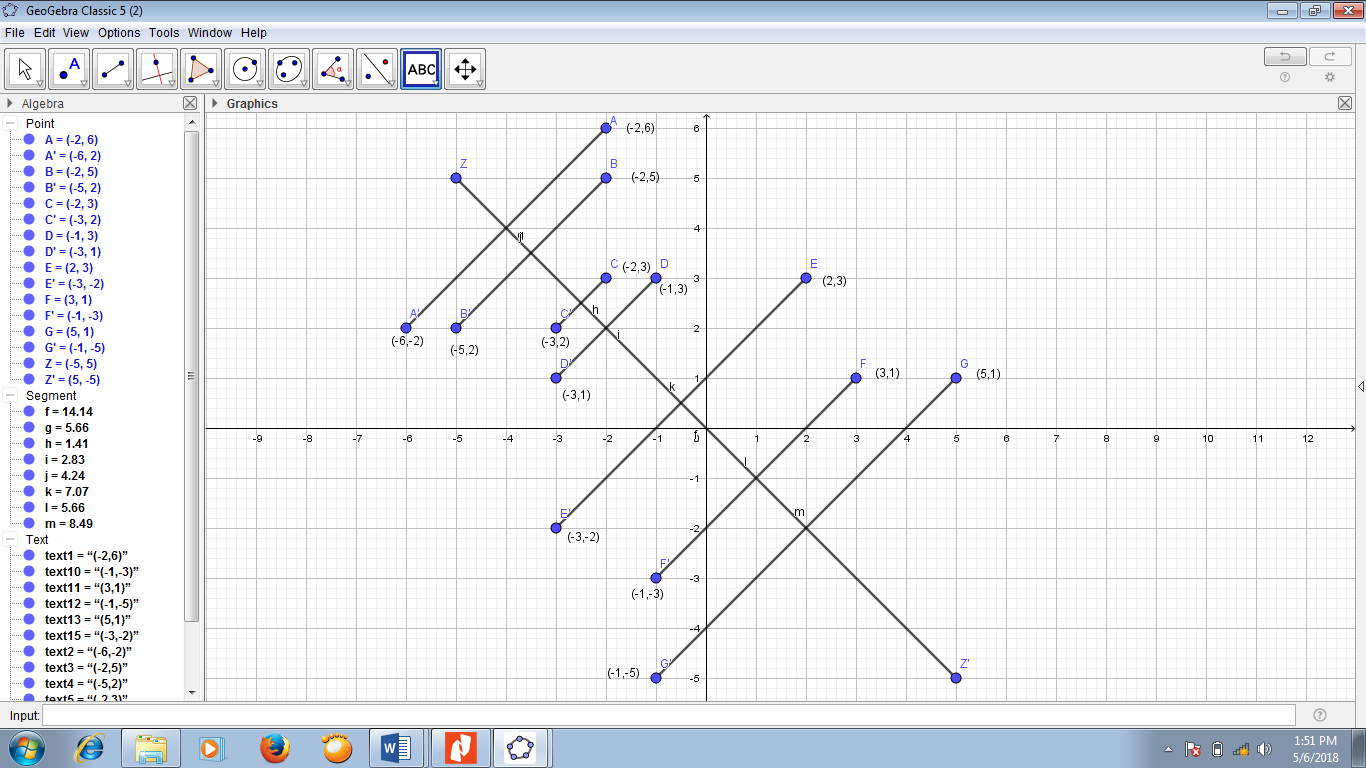 GeoGebra Classic 5 (2)
File Edit View Options Tools Window Help
A α ABC
Algebra
Graphics
Point
A = (-2, 6)
A' = (-6, 2)
B = (-2, 5)
B' = (-5, 2)
C = (-2, 3)
C' = (-3, 2)
D = (-1, 3)
D' = (-3, 1)
E = (2, 3)
E' = (-3, -2)
F = (3, 1)
F' = (-1, -3)
G = (5, 1)
G' = (-1, -5)
Z = (-5, 5)
Z' = (5, -5)
Segment
f = 14.14
g = 5.66
h = 1.41
i = 2.83
j = 4.24
k = 7.07
l = 5.66
m = 8.49
Text
text1 = “(-2,6)”
text10 = “(-1,-3)”
text11 = “(3,1)”
text12 = “(-1,-5)”
text13 = “(5,1)”
text15 = “(-3,-2)”
text2 = “(-6,-2)”
text3 = “(-2,5)”
text4 = “(-5,2)”
text5 = “(-2,3)”
A
6 (-2,6)
Z B
5 (-2,5)
4
C (-2,3) D E
3 (-1,3) (2,3)
A' B' C' h
2 i
(-6,-2) (-5,2) (-3,2)
D' k F G
1 (3,1) (5,1)
(-3,1)
-9 -8 -7 -6 -5 -4 -3 -2 -1 f 1 2 3 4 5 6 7 8 9 10 11 12
l
-1
E' m
-2
(-3,-2)
F'
-3
(-1,-3)
-4
G' Z'
(-1,-5) -5
Input:
1:51 PM
5/6/2018